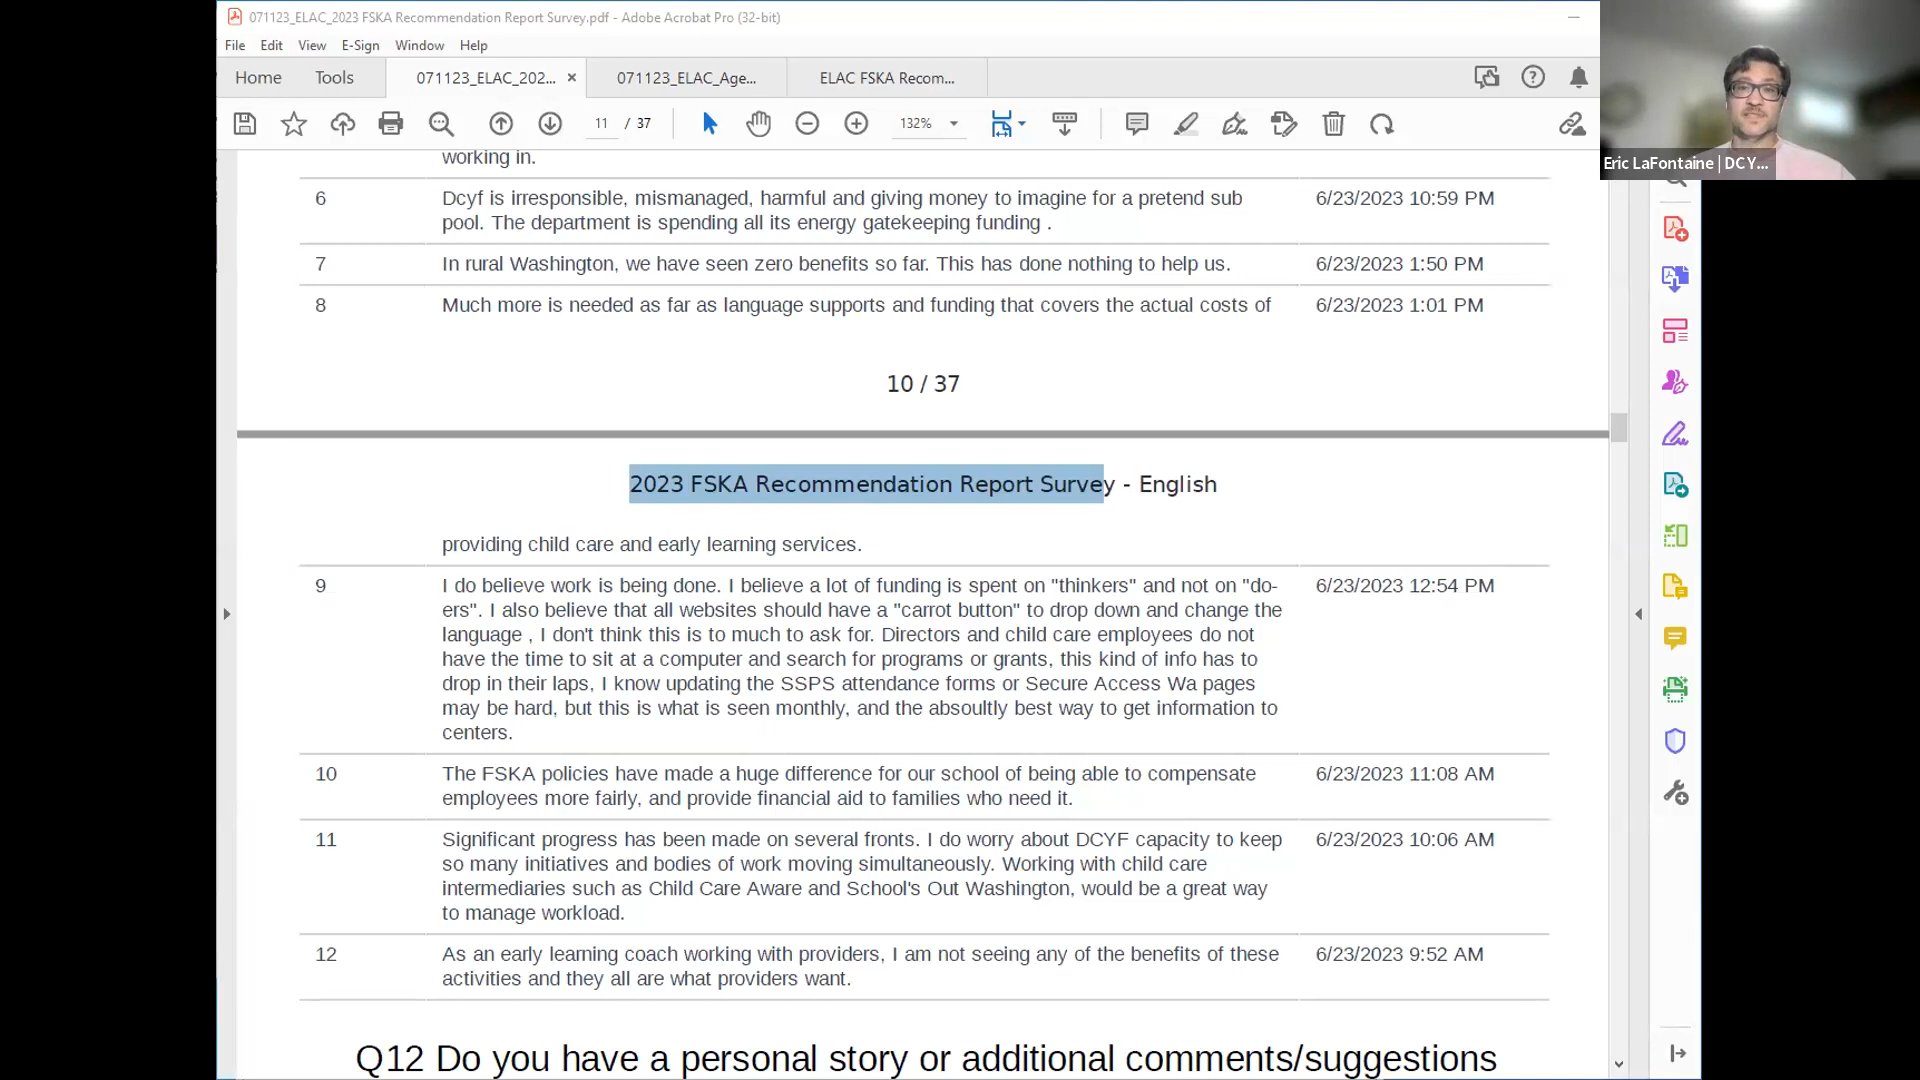 071123_ELAC_2023 FSKA Recommendation Report Survey.pdf - Adobe Acrobat Pro (32-bit)
File Edit View E-Sign Window Help
Home Tools 071123_ELAC_202... × 071123_ELAC_Age... ELAC FSKA Recom...
11 / 37 132%
Eric LaFontaine | DCY...
working in.
6 Dcyf is irresponsible, mismanaged, harmful and giving money to imagine for a pretend sub 6/23/2023 10:59 PM
pool. The department is spending all its energy gatekeeping funding .
7 In rural Washington, we have seen zero benefits so far. This has done nothing to help us. 6/23/2023 1:50 PM
8 Much more is needed as far as language supports and funding that covers the actual costs of 6/23/2023 1:01 PM
10 / 37
2023 FSKA Recommendation Report Survey - English
providing child care and early learning services.
9 I do believe work is being done. I believe a lot of funding is spent on "thinkers" and not on "do- 6/23/2023 12:54 PM
ers". I also believe that all websites should have a "carrot button" to drop down and change the
language , I don't think this is to much to ask for. Directors and child care employees do not
have the time to sit at a computer and search for programs or grants, this kind of info has to
drop in their laps, I know updating the SSPS attendance forms or Secure Access Wa pages
may be hard, but this is what is seen monthly, and the absoultly best way to get information to
centers.
10 The FSKA policies have made a huge difference for our school of being able to compensate 6/23/2023 11:08 AM
employees more fairly, and provide financial aid to families who need it.
11 Significant progress has been made on several fronts. I do worry about DCYF capacity to keep 6/23/2023 10:06 AM
so many initiatives and bodies of work moving simultaneously. Working with child care
intermediaries such as Child Care Aware and School's Out Washington, would be a great way
to manage workload.
12 As an early learning coach working with providers, I am not seeing any of the benefits of these 6/23/2023 9:52 AM
activities and they all are what providers want.
Q12 Do you have a personal story or additional comments/suggestions